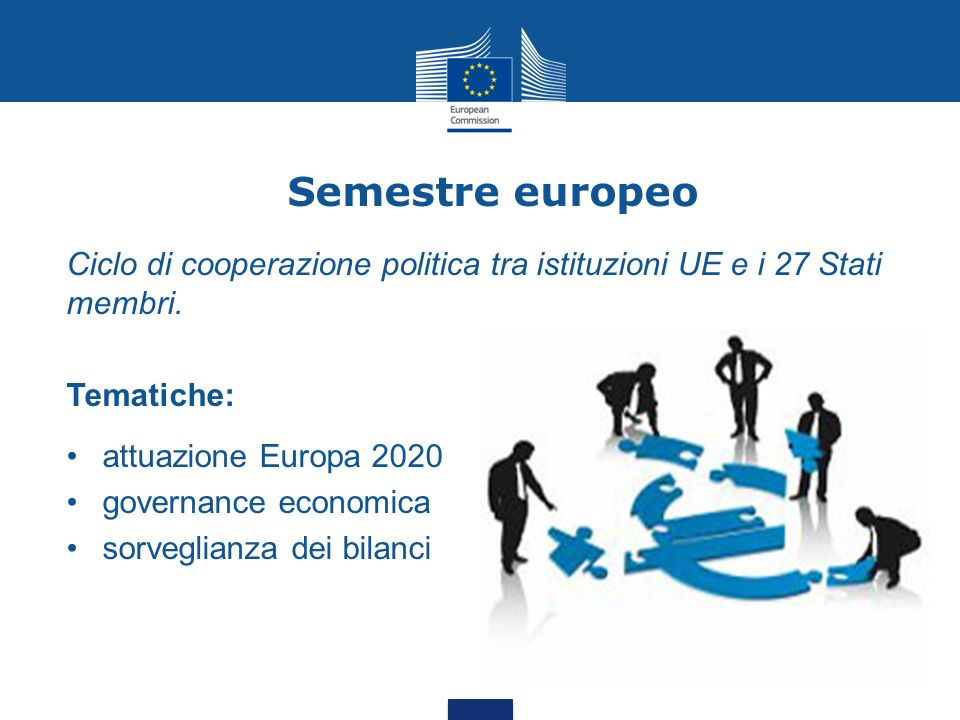 European
Commission
Semestre europeo
Ciclo di cooperazione politica tra istituzioni UE e i 27 Stati
membri.
Tematiche:
• attuazione Europa 2020
• governance economica
• sorveglianza dei bilanci